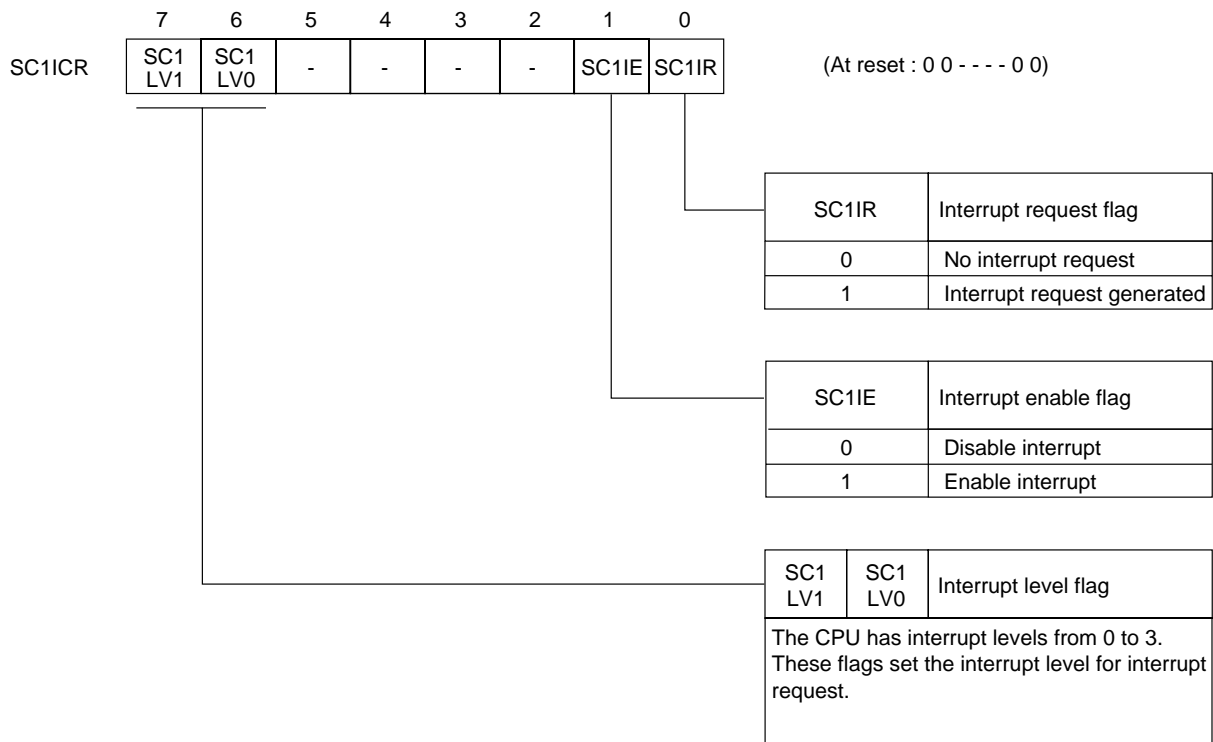 7 6 5 4 3 2 1 0
SC1ICR SC1 LV1 SC1 LV0 - - - - SC1IE SC1IR (At reset : 0 0 - - - - 0 0)
SC1IR Interrupt request flag
0 No interrupt request
1 Interrupt request generated
SC1IE Interrupt enable flag
0 Disable interrupt
1 Enable interrupt
SC1 LV1 SC1 LV0 Interrupt level flag
The CPU has interrupt levels from 0 to 3.
These flags set the interrupt level for interrupt
request.